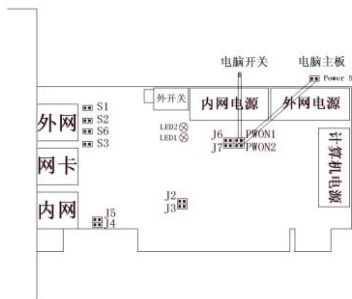 电脑开关
电脑主板
Power S
外开关
内网电源
外网电源
S1
外网
S2
S6
S3
LED2
LED1
J6
PWON1
J7
PWON2
计算机电源
网卡
内网
J2
J3
J5
J4